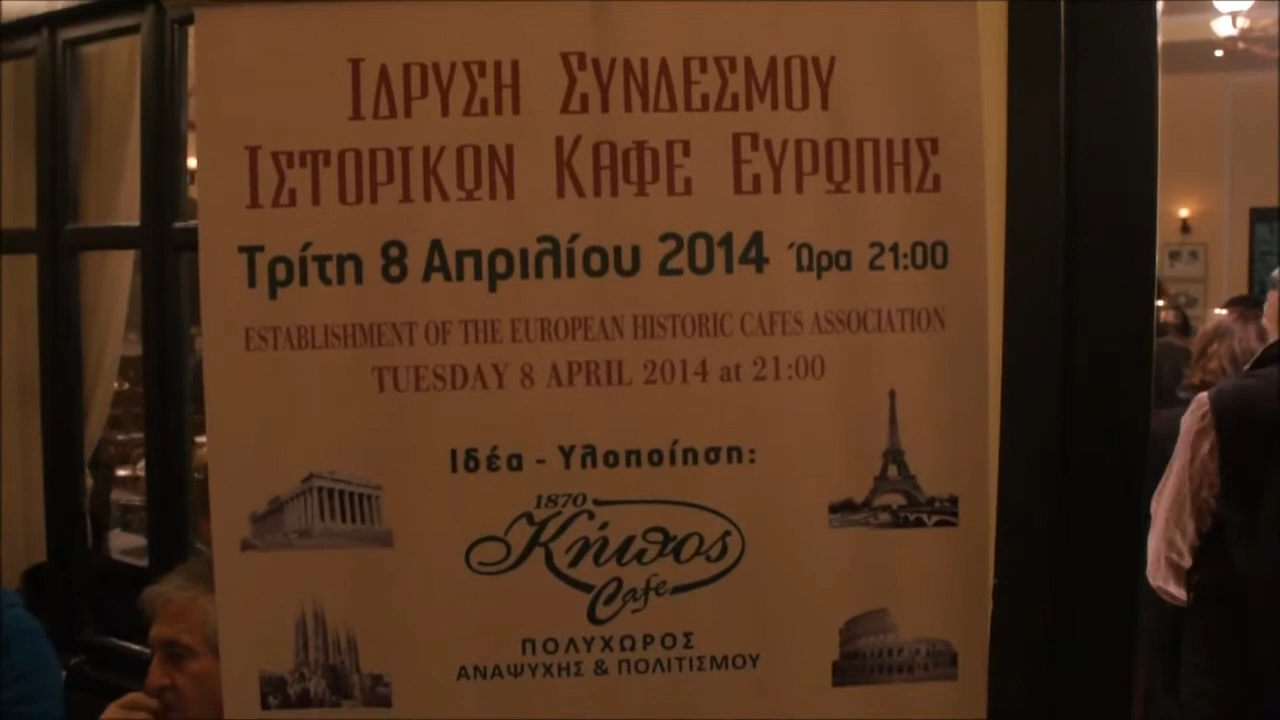 ΙΔΡΥΣΗ ΣΥΝΔΕΣΜΟΥ
ΙΣΤΟΡΙΚΩΝ ΚΑΦΕ ΕΥΡΩΠΗΣ
Τρίτη 8 Απριλίου 2014 Ώρα 21:00
ESTABLISHMENT OF THE EUROPEAN HISTORIC CAFES ASSOCIATION
TUESDAY 8 APRIL 2014 at 21:00
Ιδέα - Υλοποίηση:
1870
Κήπος
Cafe
ΠΟΛΥΧΩΡΟΣ
ΑΝΑΨΥΧΗΣ & ΠΟΛΙΤΙΣΜΟΥ